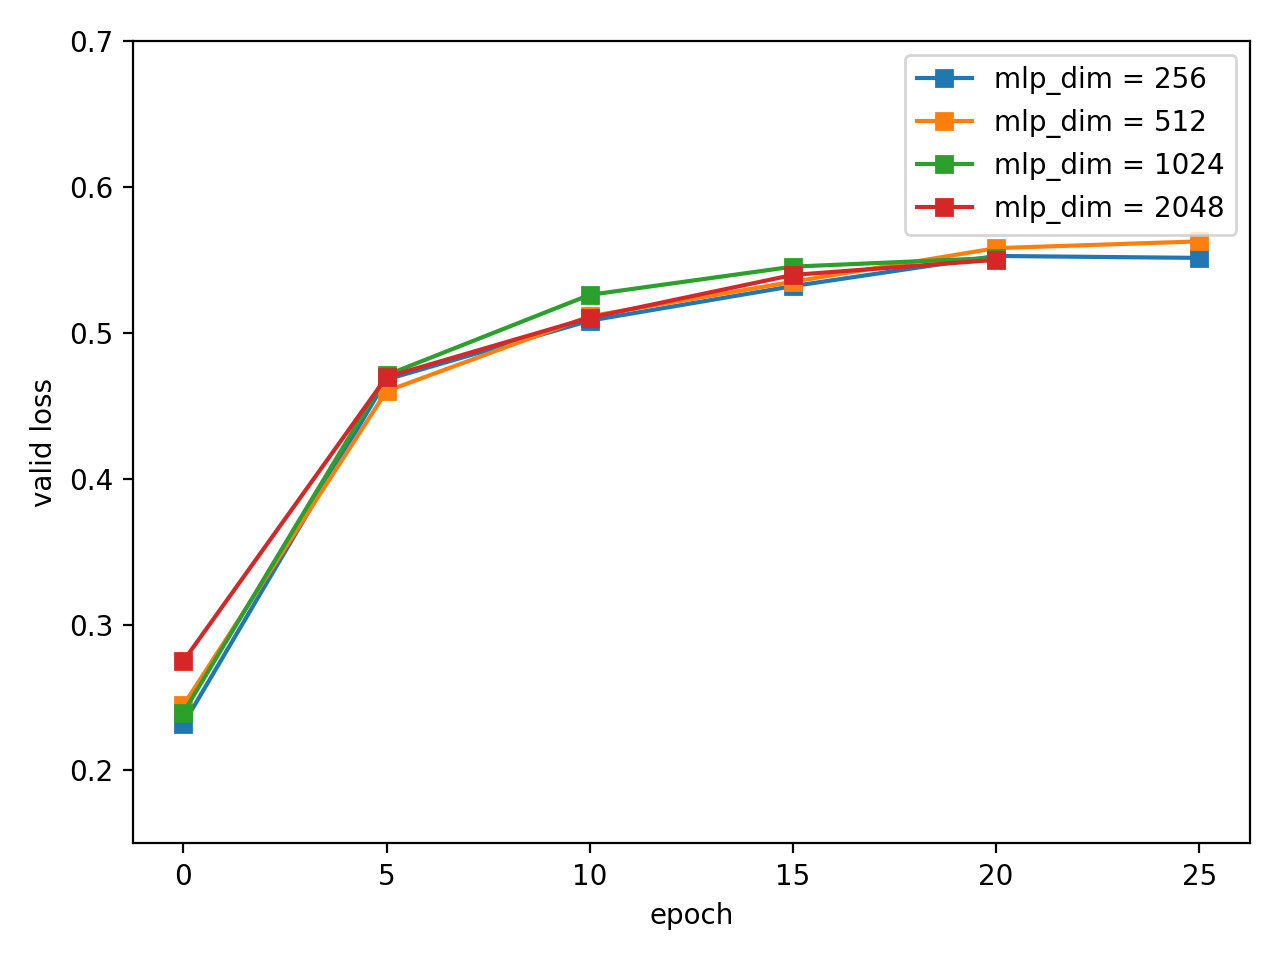 0.7
0.6
0.5
0.4
0.3
0.2
valid loss
mlp_dim = 256
mlp_dim = 512
mlp_dim = 1024
mlp_dim = 2048
0 5 10 15 20 25
epoch